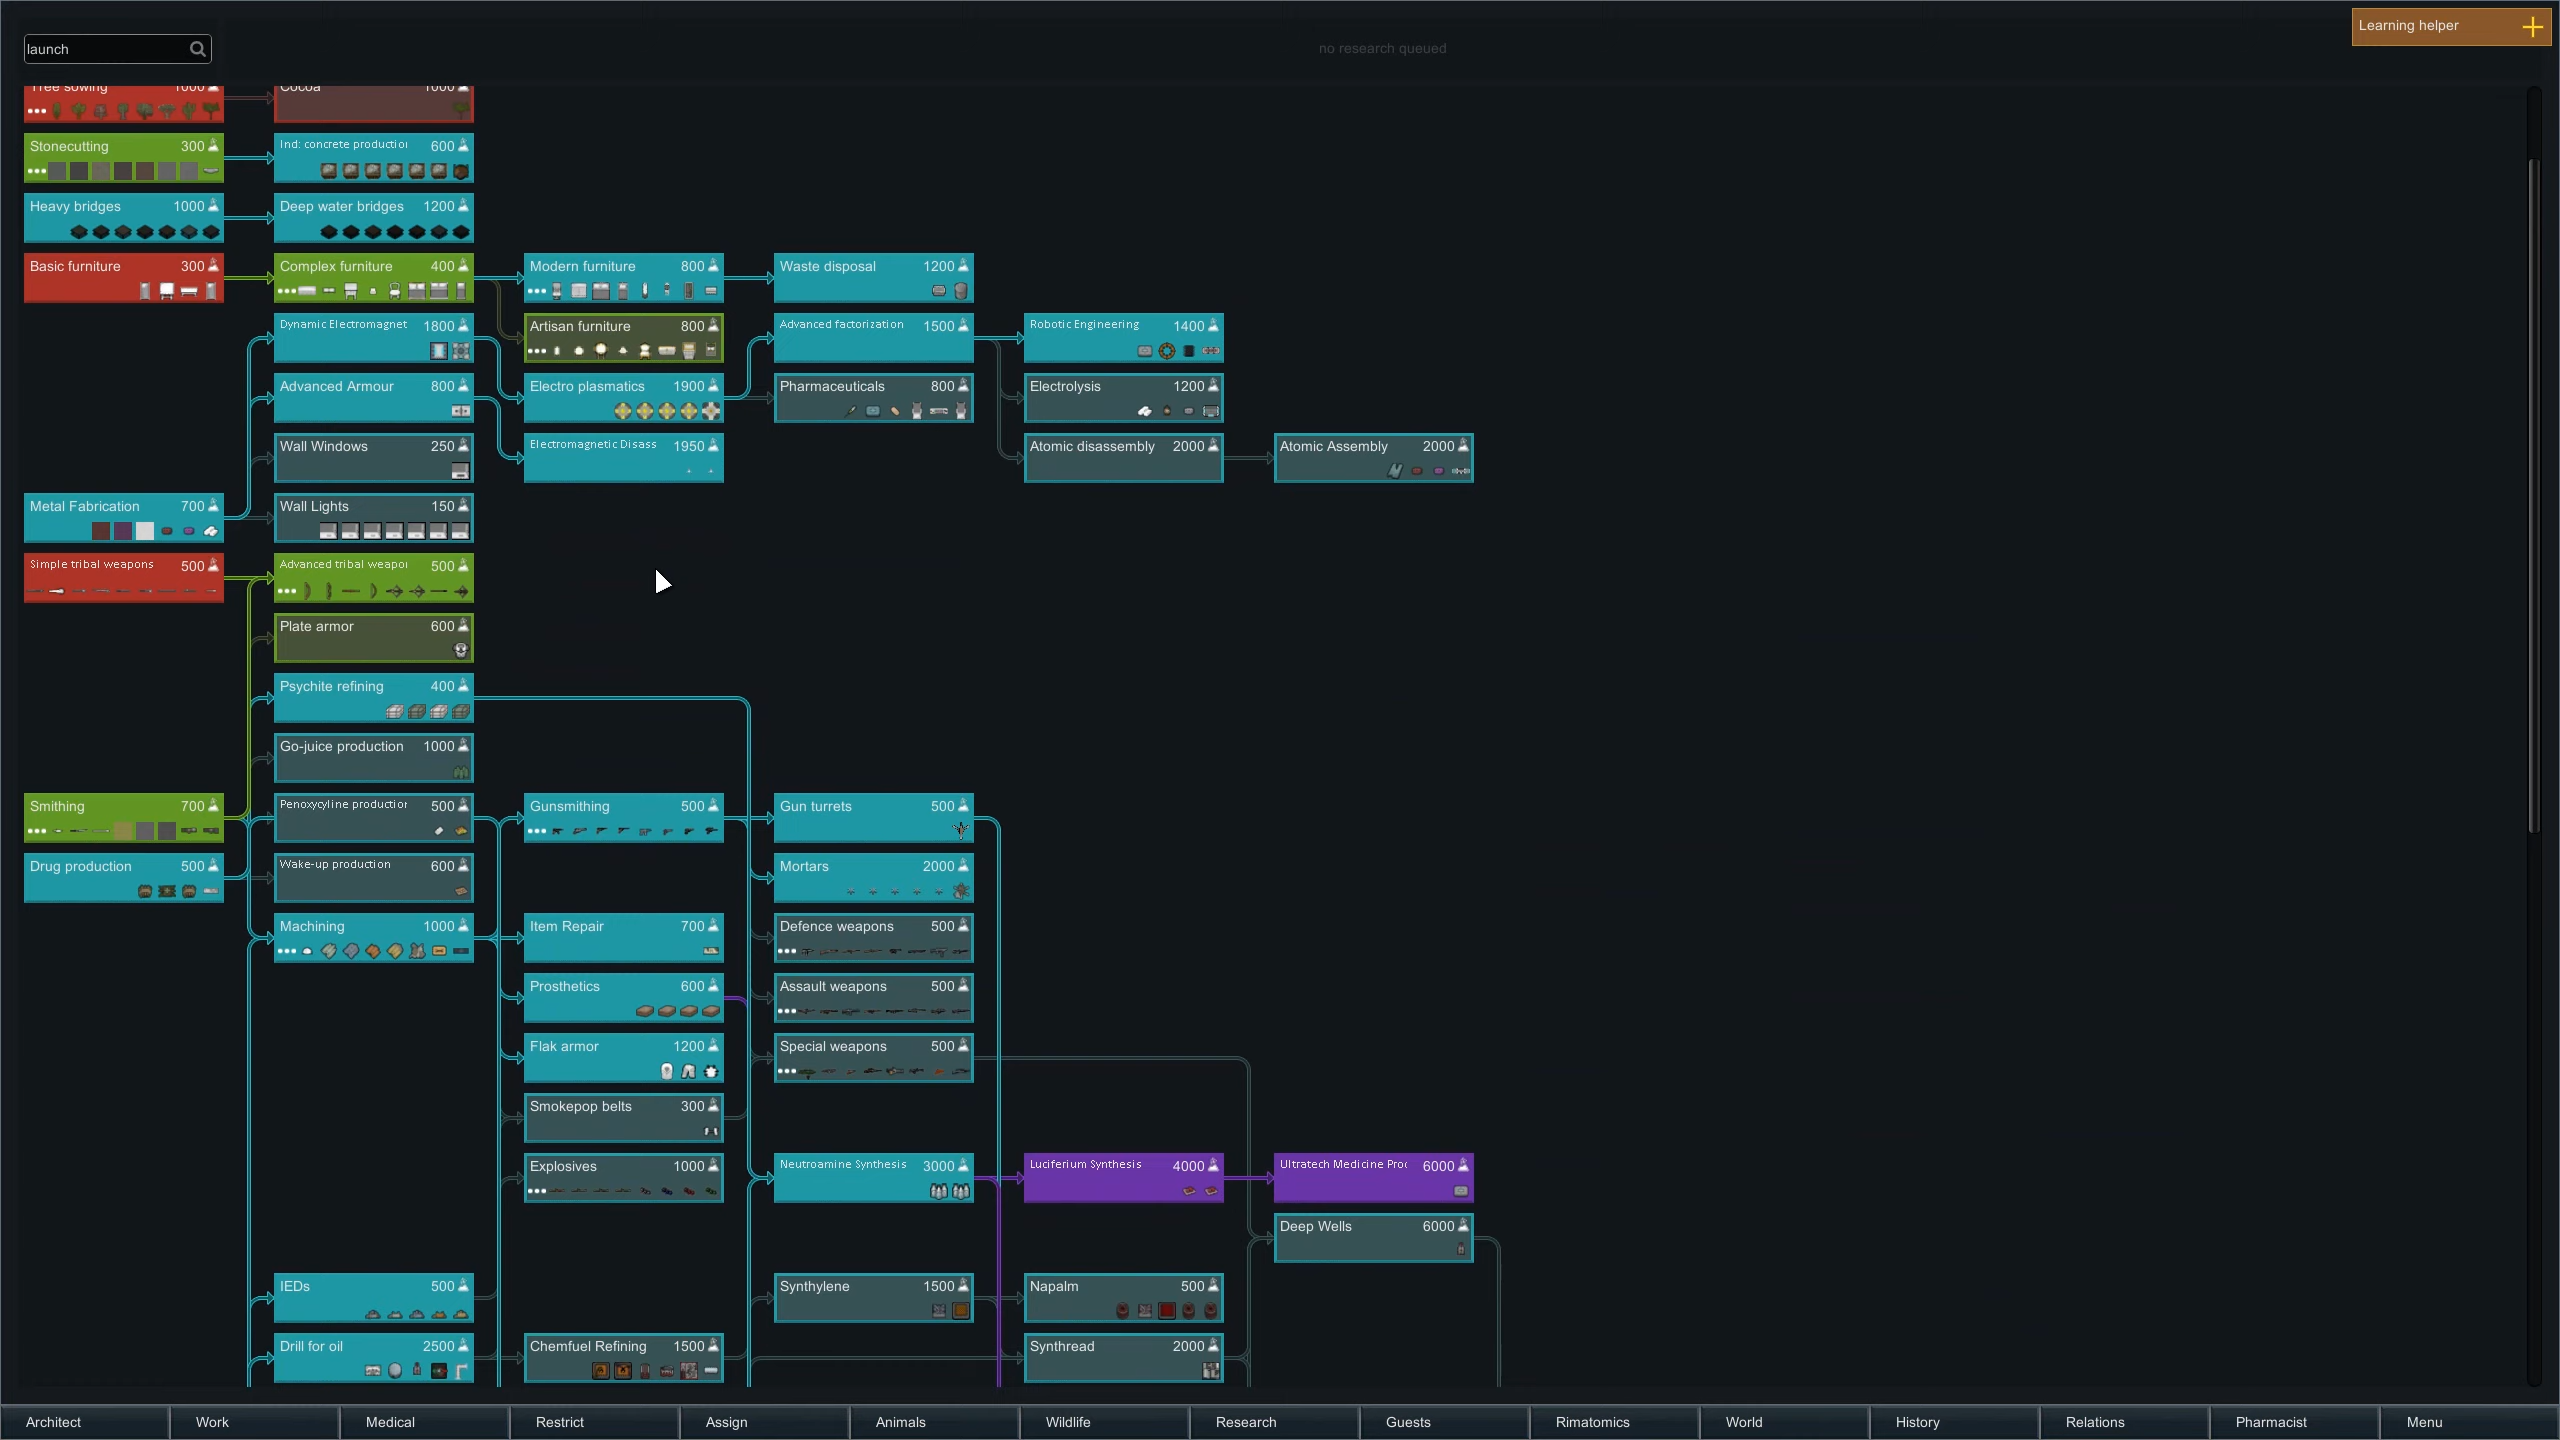 Learning helper
launch
no research queued
Tree sowing 1000 Cocoa 1000
Stonecutting 300 Ind: concrete productior 600
Heavy bridges 1000 Deep water bridges 1200
Basic furniture 300 Complex furniture 400 Modern furniture 800 Waste disposal 1200
Dynamic Electromagnet 1800 Artisan furniture 800 Advanced factorization 1500 Robotic Engineering 1400
Advanced Armour 800 Electro plasmatics 1900 Pharmaceuticals 800 Electrolysis 1200
Wall Windows 250 Electromagnetic Disass 1950 Atomic disassembly 2000 Atomic Assembly 2000
Metal Fabrication 700 Wall Lights 150
Simple tribal weapons 500 Advanced tribal weapor 500
Plate armor 600
Psychite refining 400
Go-juice production 1000
Smithing 700 Penoxycyline productior 500 Gunsmithing 500 Gun turrets 500
Drug production 500 Wake-up production 600 Mortars 2000
Machining 1000 Item Repair 700 Defence weapons 500
Prosthetics 600 Assault weapons 500
Flak armor 1200 Special weapons 500
Smokepop belts 300
Explosives 1000 Neutroamine Synthesis 3000 Luciferium Synthesis 4000 Ultratech Medicine Proc 6000
Deep Wells 6000
IEDs 500 Synthylene 1500 Napalm 500
Drill for oil 2500 Chemfuel Refining 1500 Synthread 2000
Architect Work Medical Restrict Assign Animals Wildlife Research Guests Rimatomics World History Relations Pharmacist Menu